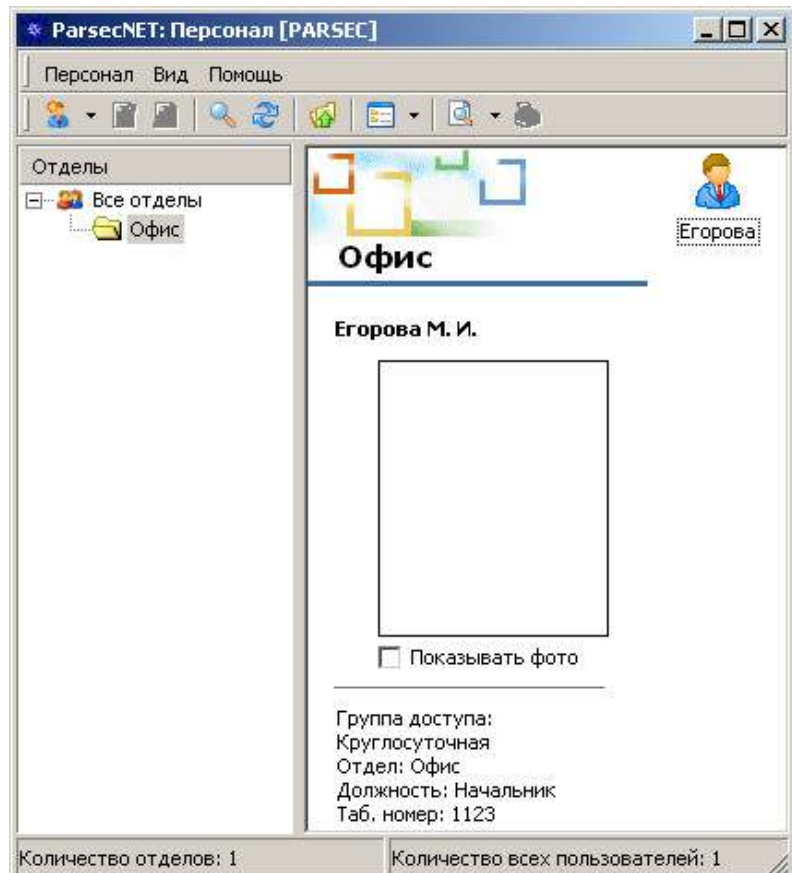 ParsecNET: Персонал [PARSEC]
Персонал Вид Помощь
Отделы
Все отделы
Офис
Офис
Егорова
Егорова М. И.
Показывать фото
Группа доступа:
Круглосуточная
Отдел: Офис
Должность: Начальник
Таб. номер: 1123
Количество отделов: 1
Количество всех пользователей: 1